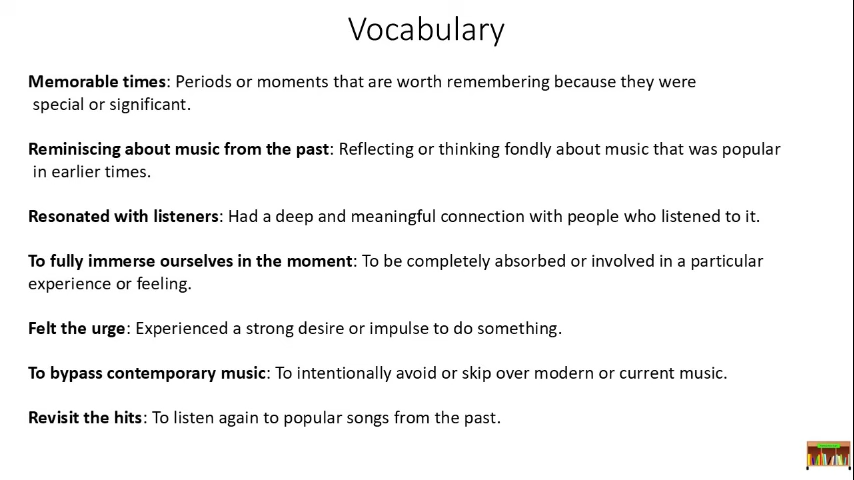 Vocabulary
Memorable times: Periods or moments that are worth remembering because they were
special or significant.
Reminiscing about music from the past: Reflecting or thinking fondly about music that was popular
in earlier times.
Resonated with listeners: Had a deep and meaningful connection with people who listened to it.
To fully immerse ourselves in the moment: To be completely absorbed or involved in a particular
experience or feeling.
Felt the urge: Experienced a strong desire or impulse to do something.
To bypass contemporary music: To intentionally avoid or skip over modern or current music.
Revisit the hits: To listen again to popular songs from the past.